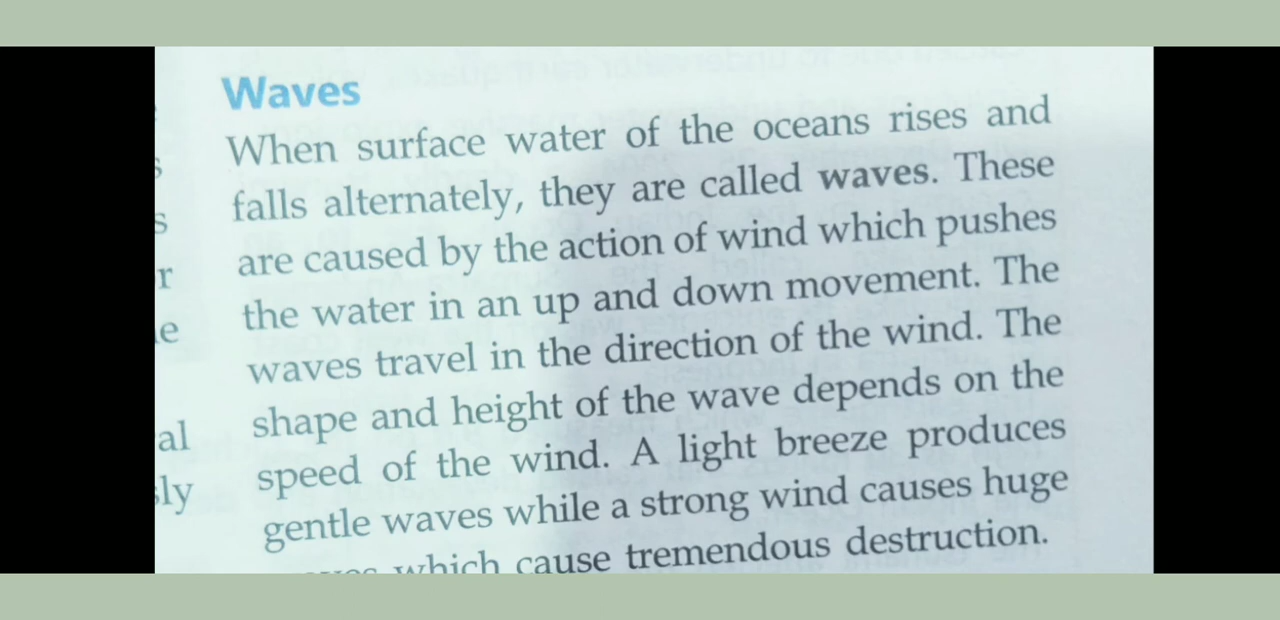 Waves
When surface water of the oceans rises and
falls alternately, they are called waves. These
are caused by the action of wind which pushes
the water in an up and down movement. The
waves travel in the direction of the wind. The
shape and height of the wave depends on the
speed of the wind. A light breeze produces
gentle waves while a strong wind causes huge
which cause tremendous destruction.
al
ly